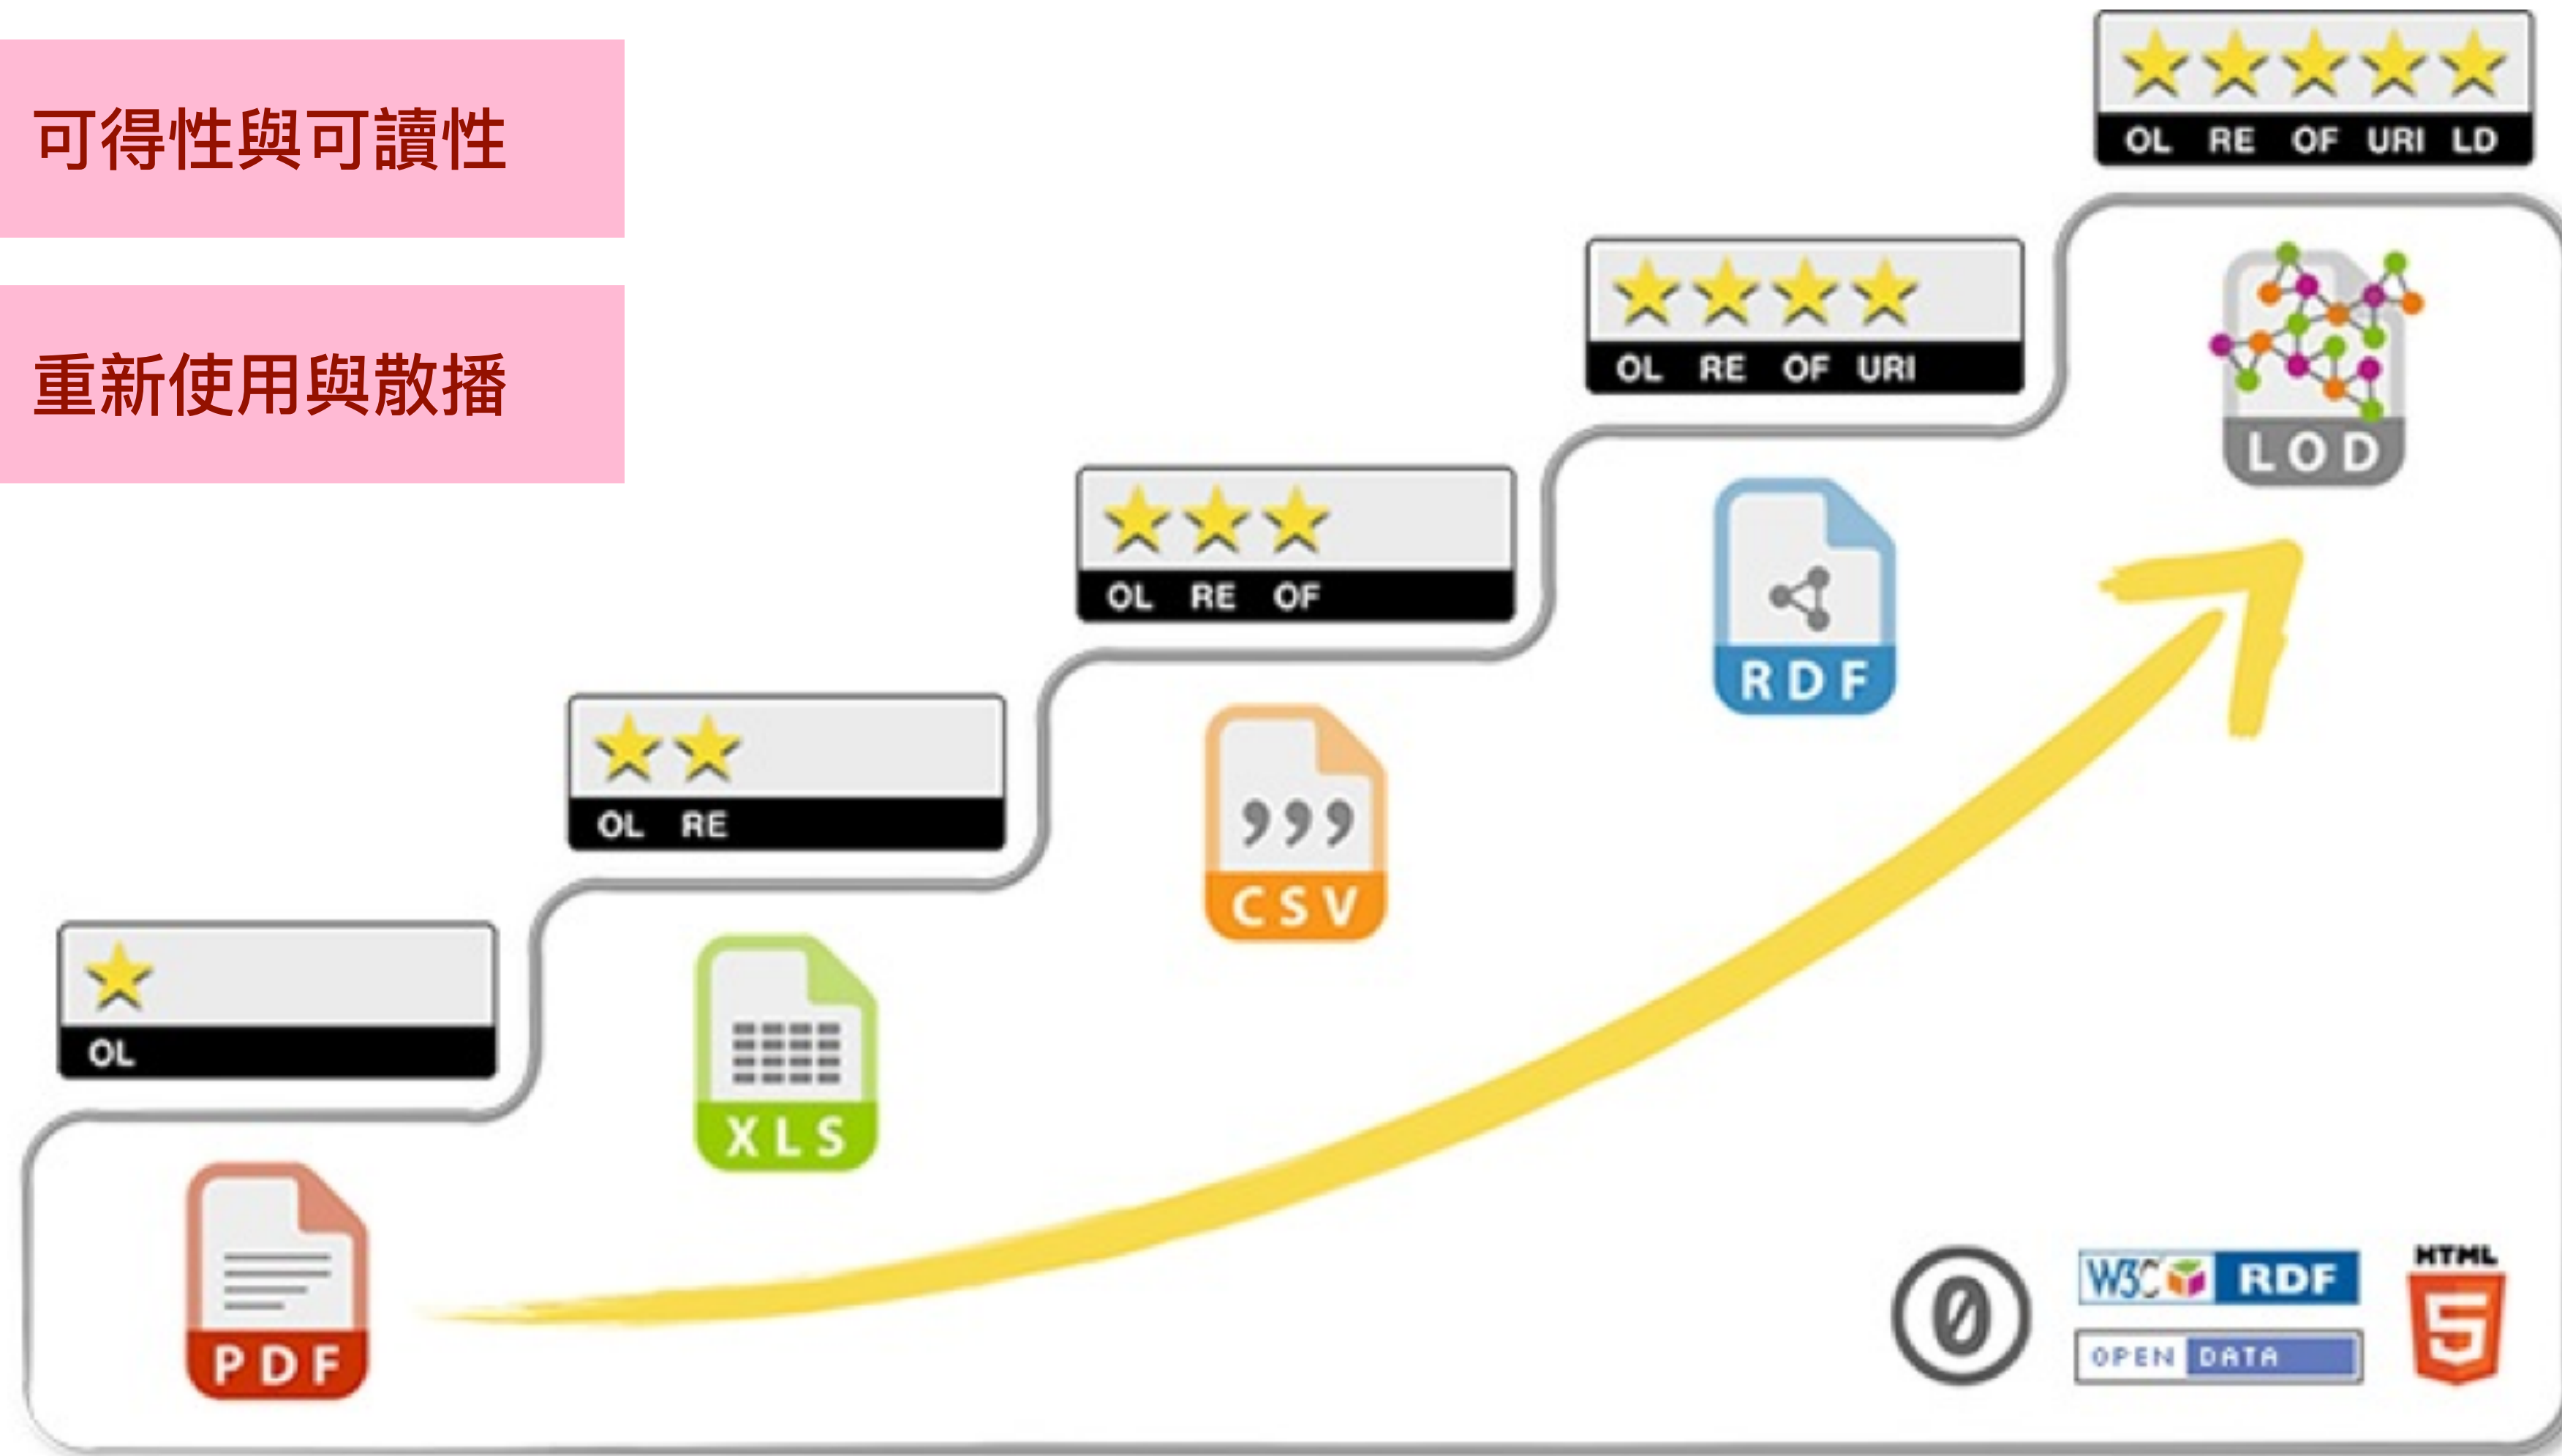 可得性與可讀性
重新使用與散播
★★★★★
OL RE OF URI LD
LOD
★★★★
OL RE OF URI
RDF
★★★
OL RE OF
CSV
★★
OL RE
XLS
★
OL
PDF
0
W3C RDF
OPEN DATA
HTML
5